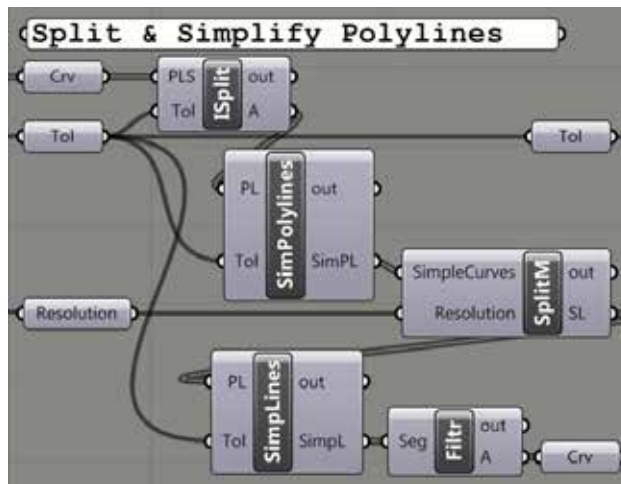 Split & Simplify Polylines
Crv
PLS
ISplit
out
Tol
A
Tol
Tol
PL
SimPolylines
out
Tol
SimPL
SimpleCurves
SplitM
out
Resolution
Resolution
SL
PL
SimpLines
out
Tol
SimpL
Seg
Filtr
out
A
Crv